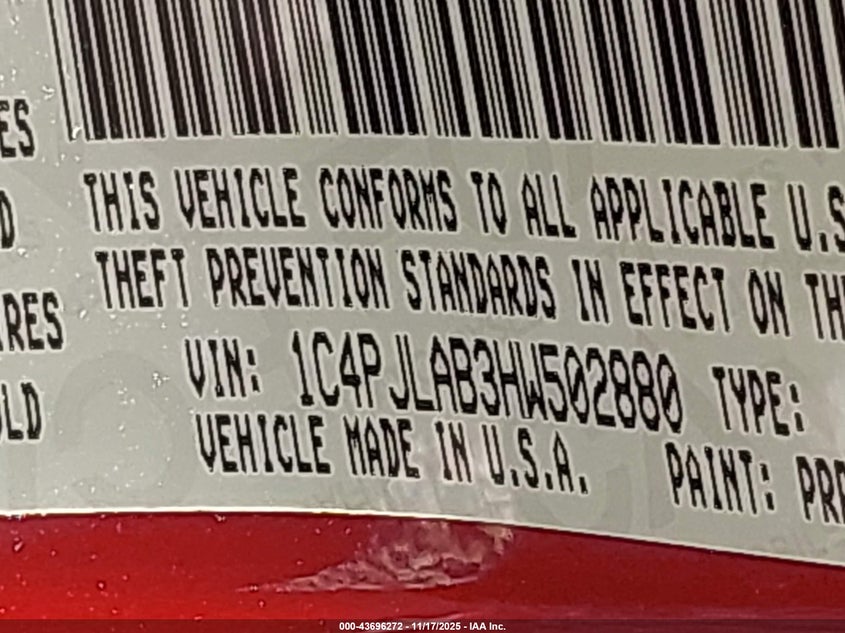 ES
THIS VEHICLE CONFORMS TO ALL APPLICABLE U.S
D
THEFT PREVENTION STANDARDS IN EFFECT ON TH
RES
VIN: 1C4PJLAB3HW502880 TYPE:
LD
VEHICLE MADE IN U.S.A. PAINT: PR
000-43696272 - 11/17/2025 - IAA Inc.